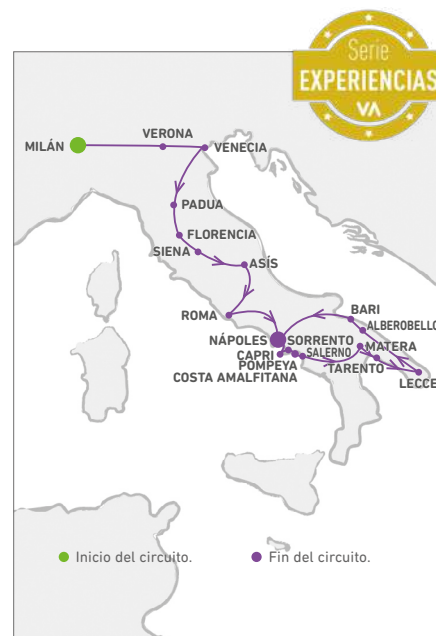 Serie
EXPERIENCIAS
VA
MILÁN
VERONA
VENECIA
PADUA
FLORENCIA
SIENA
ASÍS
ROMA
BARI
ALBEROBELLO
NÁPOLES
SORRENTO
MATERA
CAPRI
SALERNO
POMPEYA
TARENTO
COSTA AMALFITANA
LECCE
Inicio del circuito.
Fin del circuito.